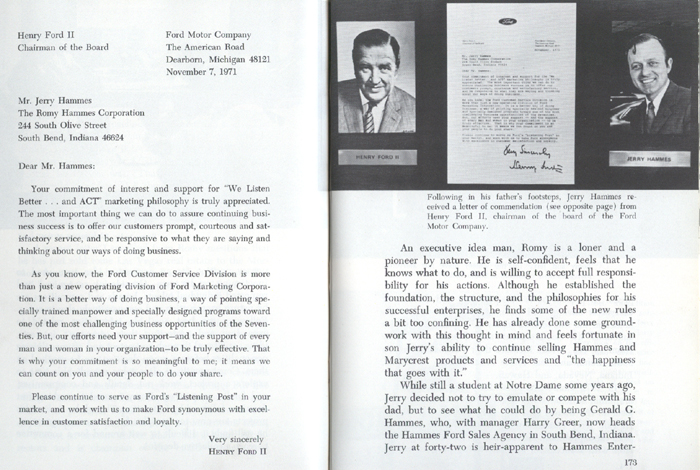 Henry Ford II
Chairman of the Board
Ford Motor Company
The American Road
Dearborn, Michigan 48121
November 7, 1971
Mr. Jerry Hammes
The Romy Hammes Corporation
244 South Olive Street
South Bend, Indiana 46624
Dear Mr. Hammes:
Your commitment of interest and support for "We Listen
Better . . . and ACT" marketing philosophy is truly appreciated.
The most important thing we can do to assure continuing busi-
ness success is to offer our customers prompt, courteous and sat-
isfactory service, and be responsive to what they are saying and
thinking about our ways of doing business.
As you know, the Ford Customer Service Division is more
than just a new operating division of Ford Marketing Corpora-
tion. It is a better way of doing business, a way of pointing spe-
cially trained manpower and specially designed programs toward
one of the most challenging business opportunities of the Seven-
ties. But, our efforts need your support—and the support of every
man and woman in your organization—to be truly effective. That
is why your commitment is so meaningful to me; it means we
can count on you and your people to do your share.
Please continue to serve as Ford's "Listening Post" in your
market, and work with us to make Ford synonymous with excel-
lence in customer satisfaction and loyalty.
Very sincerely
Henry Ford II
Ford
HENRY FORD II
JERRY HAMMES
Following in his father's footsteps, Jerry Hammes re-
ceived a letter of commendation (see opposite page) from
Henry Ford II, chairman of the board of the Ford
Motor Company.
An executive idea man, Romy is a loner and a
pioneer by nature. He is self-confident, feels that he
knows what to do, and is willing to accept full responsi-
bility for his actions. Although he established the
foundation, the structure, and the philosophies for his
successful enterprises, he finds some of the new rules
a bit too confining. He has already done some ground-
work with this thought in mind and feels fortunate in
son Jerry's ability to continue selling Hammes and
Marycrest products and services and "the happiness
that goes with it."
While still a student at Notre Dame some years ago,
Jerry decided not to try to emulate or compete with his
dad, but to see what he could do by being Gerald G.
Hammes, who, with manager Harry Greer, now heads
the Hammes Ford Sales Agency in South Bend, Indiana.
Jerry at forty-two is heir-apparent to Hammes Enter-
173